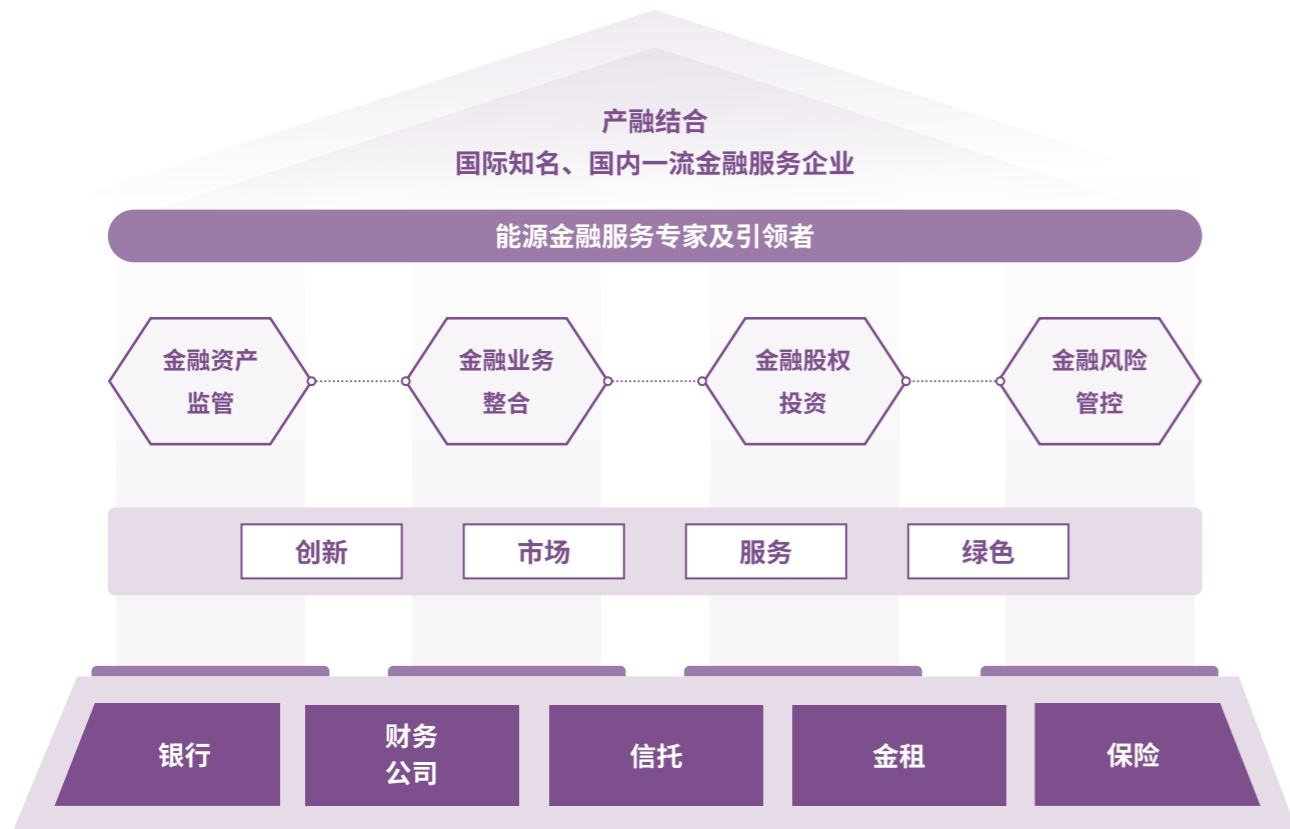 产融结合
国际知名、国内一流金融服务企业
能源金融服务专家及引领者
金融资产
监管
金融业务
整合
金融股权
投资
金融风险
管控
创新
市场
服务
绿色
银行
财务
公司
信托
金租
保险